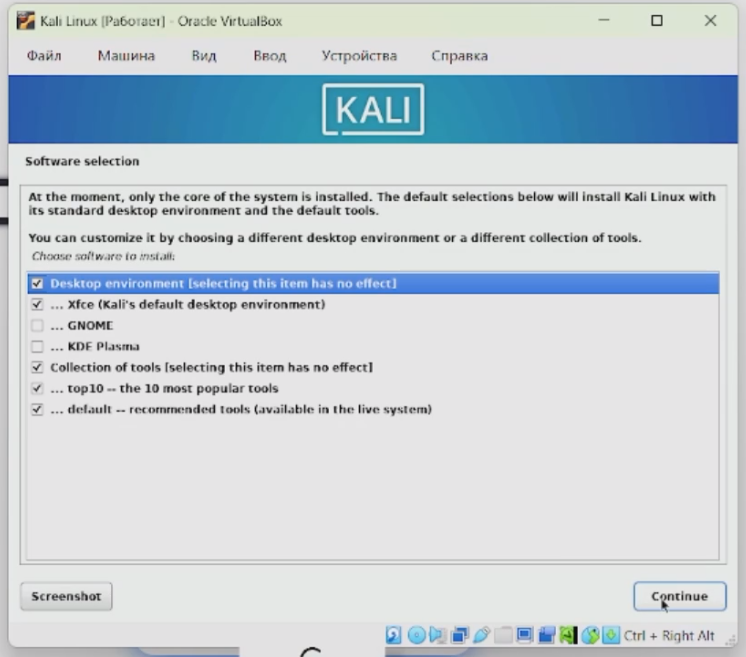 Kali Linux [Работает] - Oracle VirtualBox
Файл Машина Вид Ввод Устройства Справка
KALI
Software selection
At the moment, only the core of the system is installed. The default selections below will install Kali Linux with
its standard desktop environment and the default tools.
You can customize it by choosing a different desktop environment or a different collection of tools.
Choose software to install:
Desktop environment [selecting this item has no effect]
... Xfce (Kali's default desktop environment)
... GNOME
... KDE Plasma
Collection of tools [selecting this item has no effect]
... top10 -- the 10 most popular tools
... default -- recommended tools (available in the live system)
Screenshot
Continue
Ctrl + Right Alt